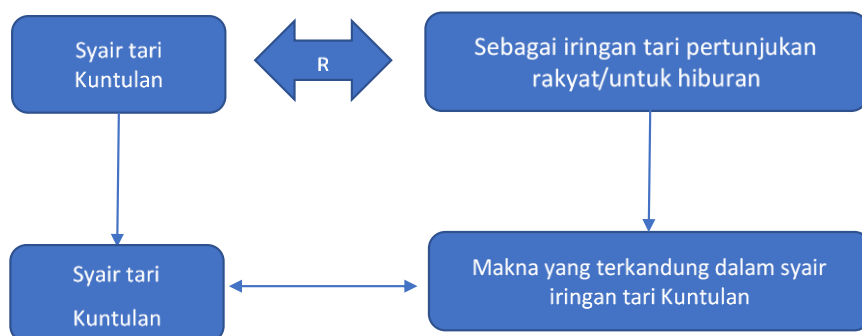 Syair tari
Kuntulan
R
Sebagai iringan tari pertunjukan
rakyat/untuk hiburan
Syair tari
Kuntulan
Makna yang terkandung dalam syair
iringan tari Kuntulan